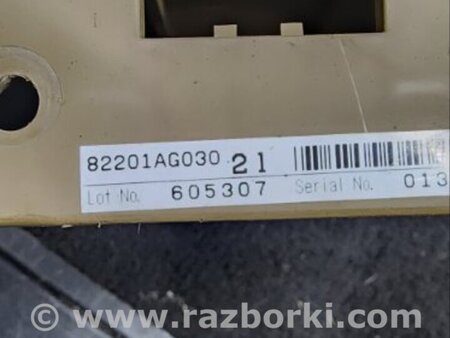 82201AG030 21
Lot No. 605307 Serial No. 013
www.razborki.com